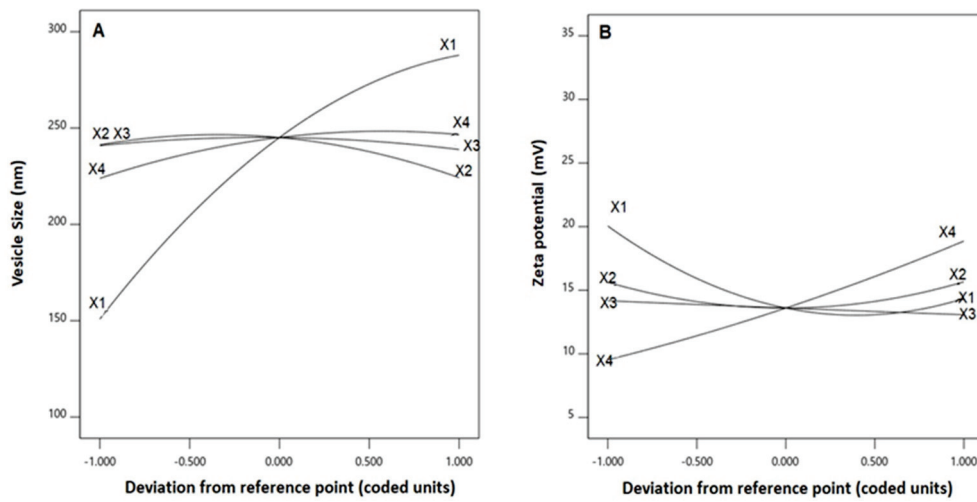 A
Vesicle Size (nm)
300
250
200
150
100
X1
X2 X3
X4
X4
X3
X2
X1
-1.000
-0.500
0.000
0.500
1.000
Deviation from reference point (coded units)
B
Zeta potential (mV)
35
30
25
20
15
10
5
X1
X4
X2
X2
X1
X3
X3
X4
-1.000
-0.500
0.000
0.500
1.000
Deviation from reference point (coded units)